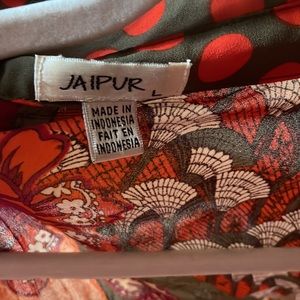 JAIPUR L
MADE IN
INDONESIA
FAIT EN
INDONESIA